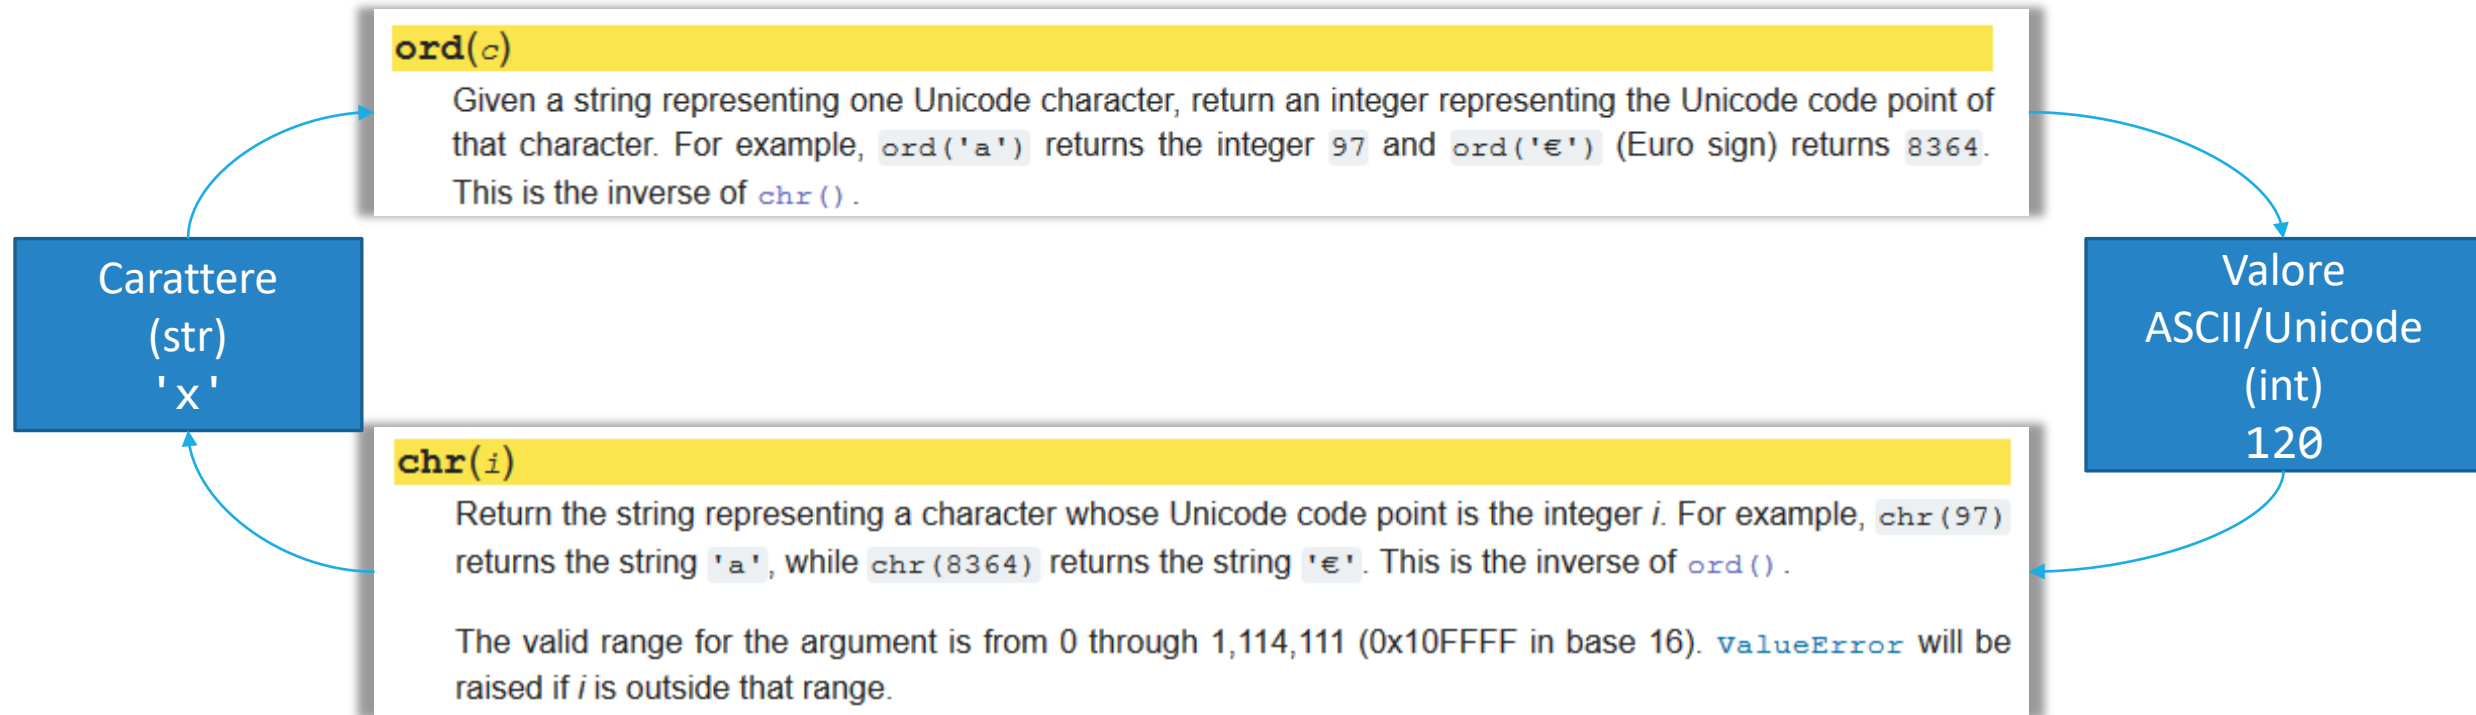 ord(c)
Given a string representing one Unicode character, return an integer representing the Unicode code point of
that character. For example, ord('a') returns the integer 97 and ord('€') (Euro sign) returns 8364.
This is the inverse of chr().
Carattere
(str)
'x'
Valore
ASCII/Unicode
(int)
120
chr(i)
Return the string representing a character whose Unicode code point is the integer i. For example, chr(97)
returns the string 'a', while chr(8364) returns the string '€'. This is the inverse of ord().
The valid range for the argument is from 0 through 1,114,111 (0x10FFFF in base 16). ValueError will be
raised if i is outside that range.